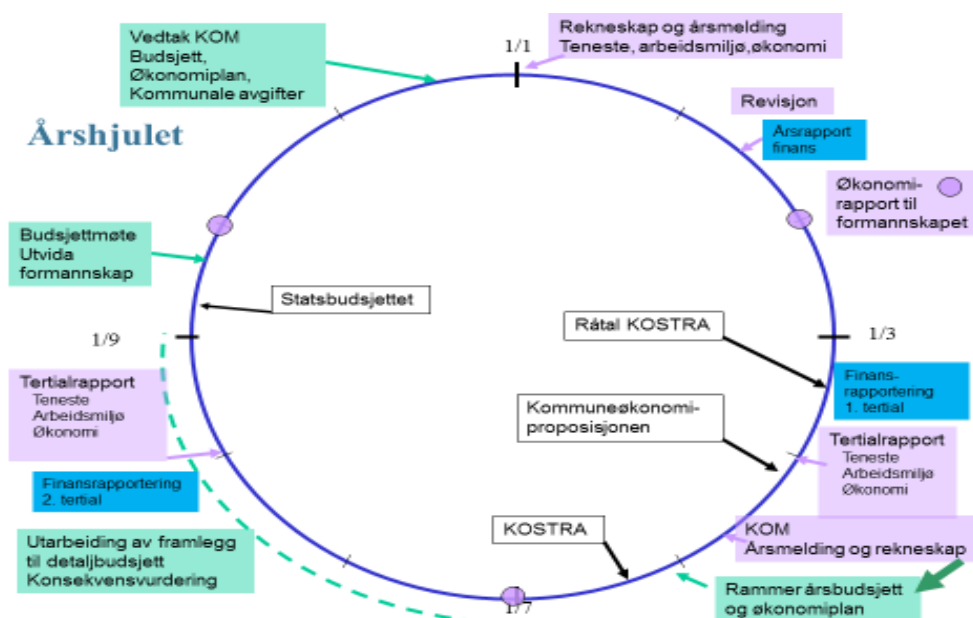 Vedtak KOM
Budsjett,
Økonomiplan,
Kommunale avgifter
1/1
Rekneskap og årsmelding
Teneste, arbeidsmiljø,økonomi
Årshjulet
Revisjon
Årsrapport
finans
Økonomi-
rapport til
formannskapet
Budsjettmøte
Utvida
formannskap
Statsbudsjettet
Råtal KOSTRA
1/9
1/3
Tertialrapport
Teneste
Arbeidsmiljø
Økonomi
Finans-
rapportering
1. tertial
Kommuneøkonomi-
proposisjonen
Tertialrapport
Teneste
Arbeidsmiljø
Økonomi
Finansrapportering
2. tertial
KOSTRA
KOM
Årsmelding og rekneskap
Utarbeiding av framlegg
til detaljbudsjett
Konsekvensvurdering
Rammer årsbudsjett
og økonomiplan
1/7